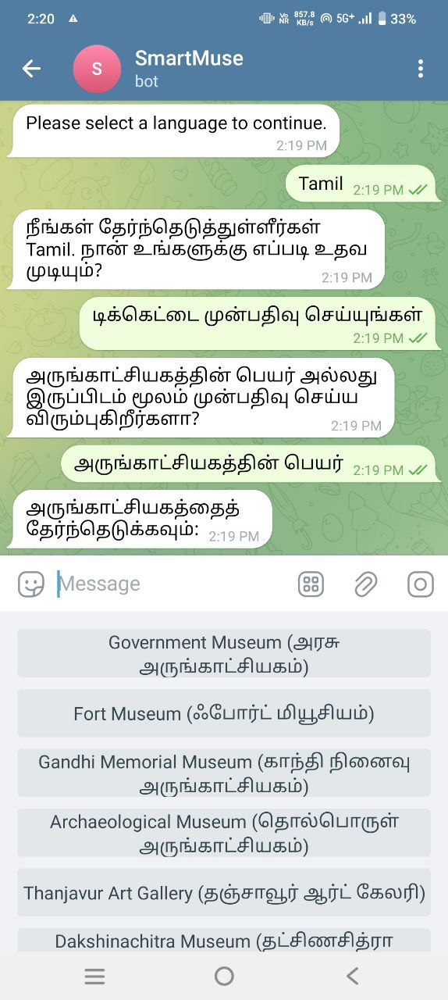 2:20
Vo NR 857.8 KB/s 5G+ 33%
S
SmartMuse
bot
Please select a language to continue.
2:19 PM
Tamil 2:19 PM
நீங்கள் தேர்ந்தெடுத்துள்ளீர்கள்
Tamil. நான் உங்களுக்கு எப்படி உதவ
முடியும்?
2:19 PM
டிக்கெட்டை முன்பதிவு செய்யுங்கள்
2:19 PM
அருங்காட்சியகத்தின் பெயர் அல்லது
இருப்பிடம் மூலம் முன்பதிவு செய்ய
விரும்புகிறீர்களா?
2:19 PM
அருங்காட்சியகத்தின் பெயர் 2:19 PM
அருங்காட்சியகத்தைத்
தேர்ந்தெடுக்கவும்: 2:19 PM
Message
Government Museum (அரசு
அருங்காட்சியகம்)
Fort Museum (ஃபோர்ட் மியூசியம்)
Gandhi Memorial Museum (காந்தி நினைவு
அருங்காட்சியகம்)
Archaeological Museum (தொல்பொருள்
அருங்காட்சியகம்)
Thanjavur Art Gallery (தஞ்சாவூர் ஆர்ட் கேலரி)
Dakshinachitra Museum (தட்சிணசித்ரா